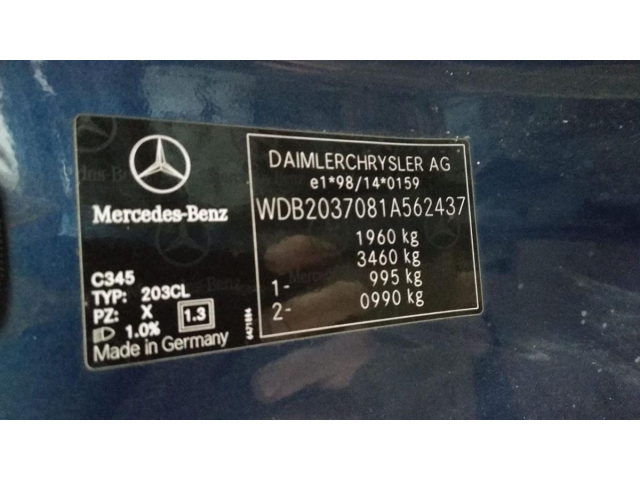 Mercedes-Benz
C345
TYP: 203CL
PZ: X
1.3
1.0%
Made in Germany
DAIMLERCHRYSLER AG
e1*98/14*0159
WDB2037081A562437
1960 kg
3460 kg
1- 995 kg
2- 0990 kg